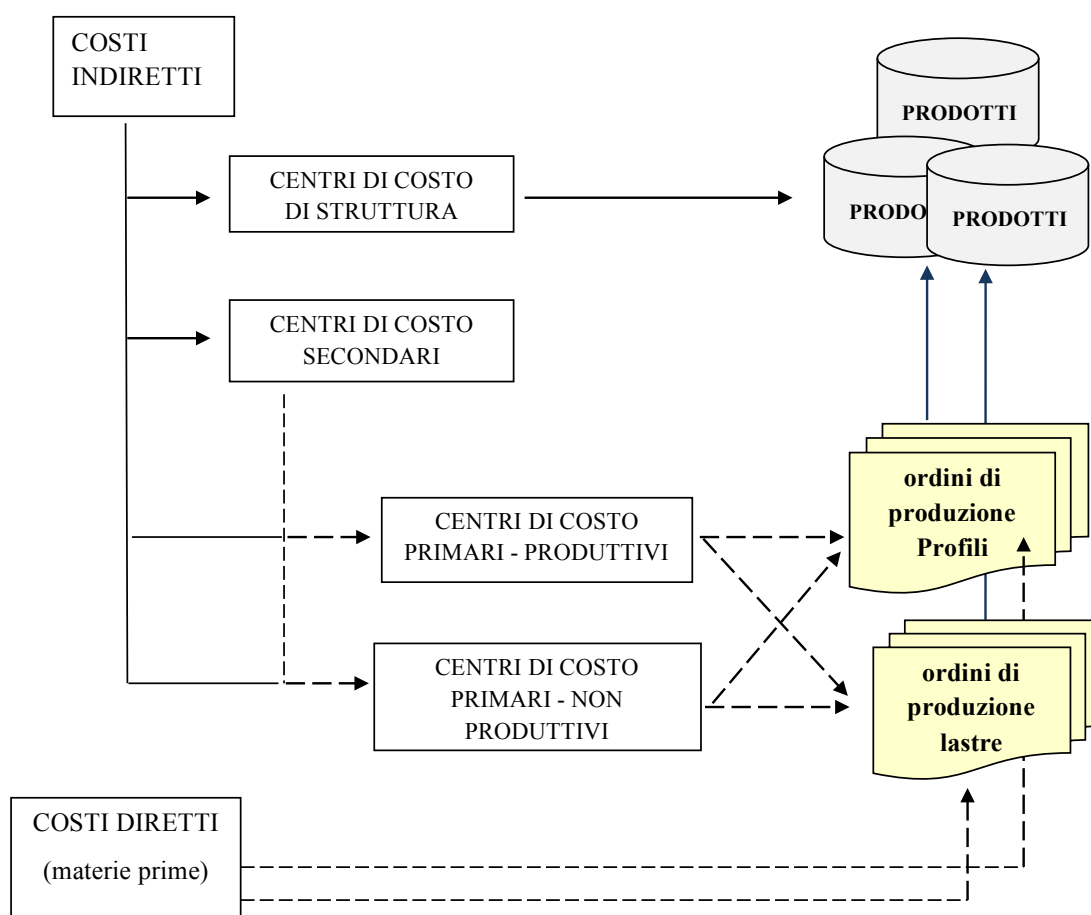 COSTI
INDIRETTI
PRODOTTI
PRODO
PRODOTTI
CENTRI DI COSTO
DI STRUTTURA
CENTRI DI COSTO
SECONDARI
CENTRI DI COSTO
PRIMARI - PRODUTTIVI
ordini di
produzione
Profili
CENTRI DI COSTO
PRIMARI - NON
PRODUTTIVI
ordini di
produzione
lastre
COSTI DIRETTI
(materie prime)